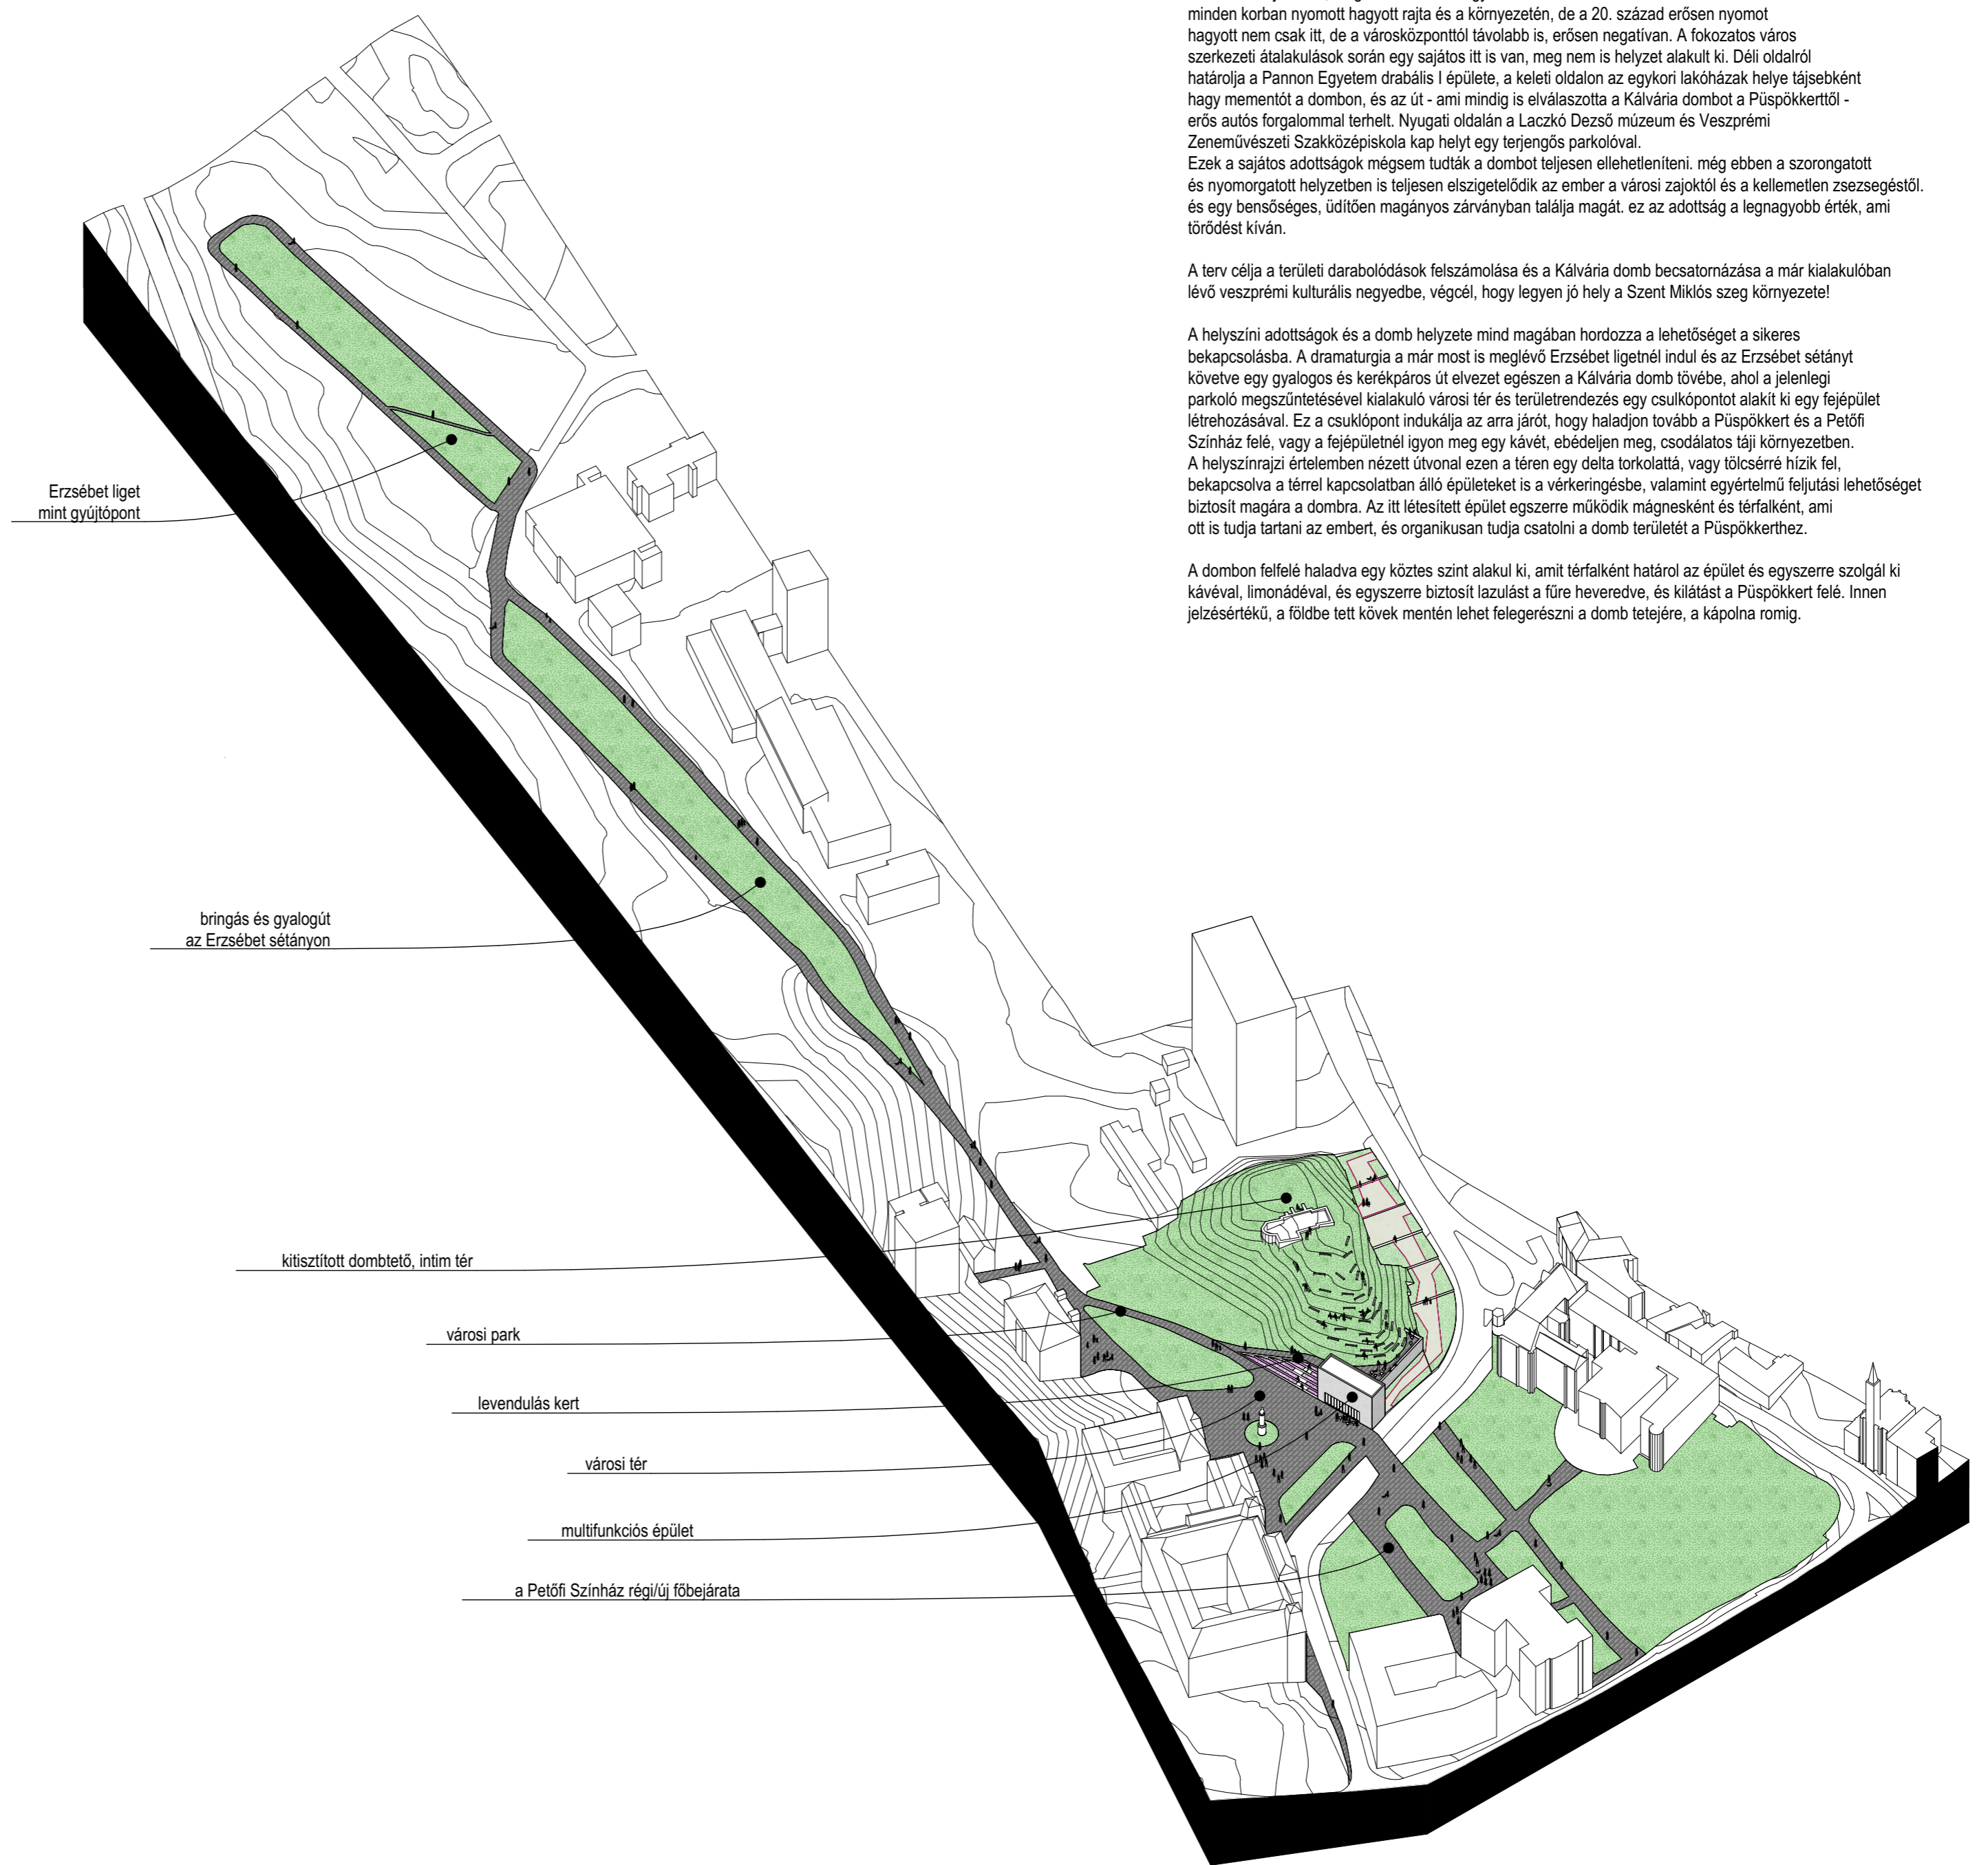 minden korban nyomott hagyott rajta és a környezetén, de a 20. század erősen nyomot
hagyott nem csak itt, de a városközponttól távolabb is, erősen negatívan. A fokozatos város
szerkezeti átalakulások során egy sajátos itt is van, meg nem is helyzet alakult ki. Déli oldalról
határolja a Pannon Egyetem drabális I épülete, a keleti oldalon az egykori lakóházak helye tájsebként
hagy mementót a dombon, és az út - ami mindig is elválaszotta a Kálvária dombot a Püspökkerttől -
erős autós forgalommal terhelt. Nyugati oldalán a Laczkó Dezső múzeum és Veszprémi
Zeneművészeti Szakközépiskola kap helyt egy terjengős parkolóval.
Ezek a sajátos adottságok mégsem tudták a dombot teljesen ellehetleníteni. még ebben a szorongatott
és nyomorgatott helyzetben is teljesen elszigetelődik az ember a városi zajoktól és a kellemetlen zsezsegéstől.
és egy bensőséges, üdítően magányos zárványban találja magát. ez az adottság a legnagyobb érték, ami
törődést kíván.
A terv célja a területi darabolódások felszámolása és a Kálvária domb becsatornázása a már kialakulóban
lévő veszprémi kulturális negyedbe, végcél, hogy legyen jó hely a Szent Miklós szeg környezete!
A helyszíni adottságok és a domb helyzete mind magában hordozza a lehetőséget a sikeres
bekapcsolásba. A dramaturgia a már most is meglévő Erzsébet ligetnél indul és az Erzsébet sétányt
követve egy gyalogos és kerékpáros út elvezet egészen a Kálvária domb tövébe, ahol a jelenlegi
parkoló megszűntetésével kialakuló városi tér és területrendezés egy csulkópontot alakít ki egy fejépület
létrehozásával. Ez a csuklópont indukálja az arra járót, hogy haladjon tovább a Püspökkert és a Petőfi
Színház felé, vagy a fejépületnél igyon meg egy kávét, ebédeljen meg, csodálatos táji környezetben.
A helyszínrajzi értelemben nézett útvonal ezen a téren egy delta torkolattá, vagy tölcsérré hízik fel,
bekapcsolva a térrel kapcsolatban álló épületeket is a vérkeringésbe, valamint egyértelmű feljutási lehetőséget
biztosít magára a dombra. Az itt létesített épület egszerre működik mágnesként és térfalként, ami
ott is tudja tartani az embert, és organikusan tudja csatolni a domb területét a Püspökkerthez.
A dombon felfelé haladva egy köztes szint alakul ki, amit térfalként határol az épület és egyszerre szolgál ki
kávéval, limonádéval, és egyszerre biztosít lazulást a fűre heveredve, és kilátást a Püspökkert felé. Innen
jelzésértékű, a földbe tett kövek mentén lehet felegerészni a domb tetejére, a kápolna romig.
Erzsébet liget
mint gyújtópont
bringás és gyalogút
az Erzsébet sétányon
kitisztított dombtető, intim tér
városi park
levendulás kert
városi tér
multifunkciós épület
a Petőfi Színház régi/új főbejárata